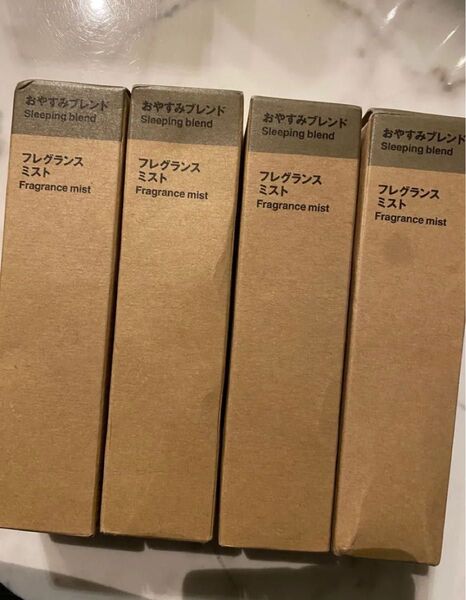 おやすみブレンド
Sleeping blend
フレグランス
ミスト
Fragrance mist
おやすみブレンド
Sleeping blend
フレグランス
ミスト
Fragrance mist
おやすみブレンド
Sleeping blend
フレグランス
ミスト
Fragrance mist
おやすみブレンド
Sleeping blend
フレグランス
ミスト
Fragrance mist